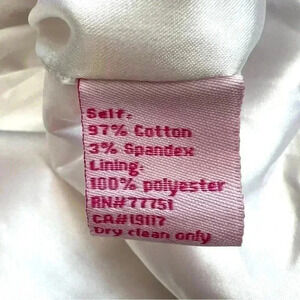 Self:
97% Cotton
3% Spandex
Lining:
100% polyester
RN#77751
CA#19117
Dry clean only